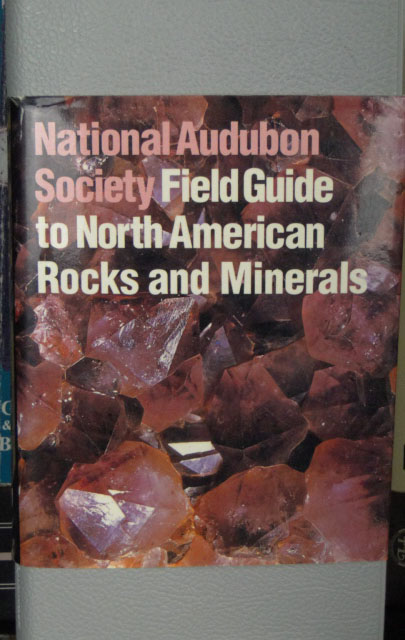 National Audubon
Society Field Guide
to North American
Rocks and Minerals
&
B